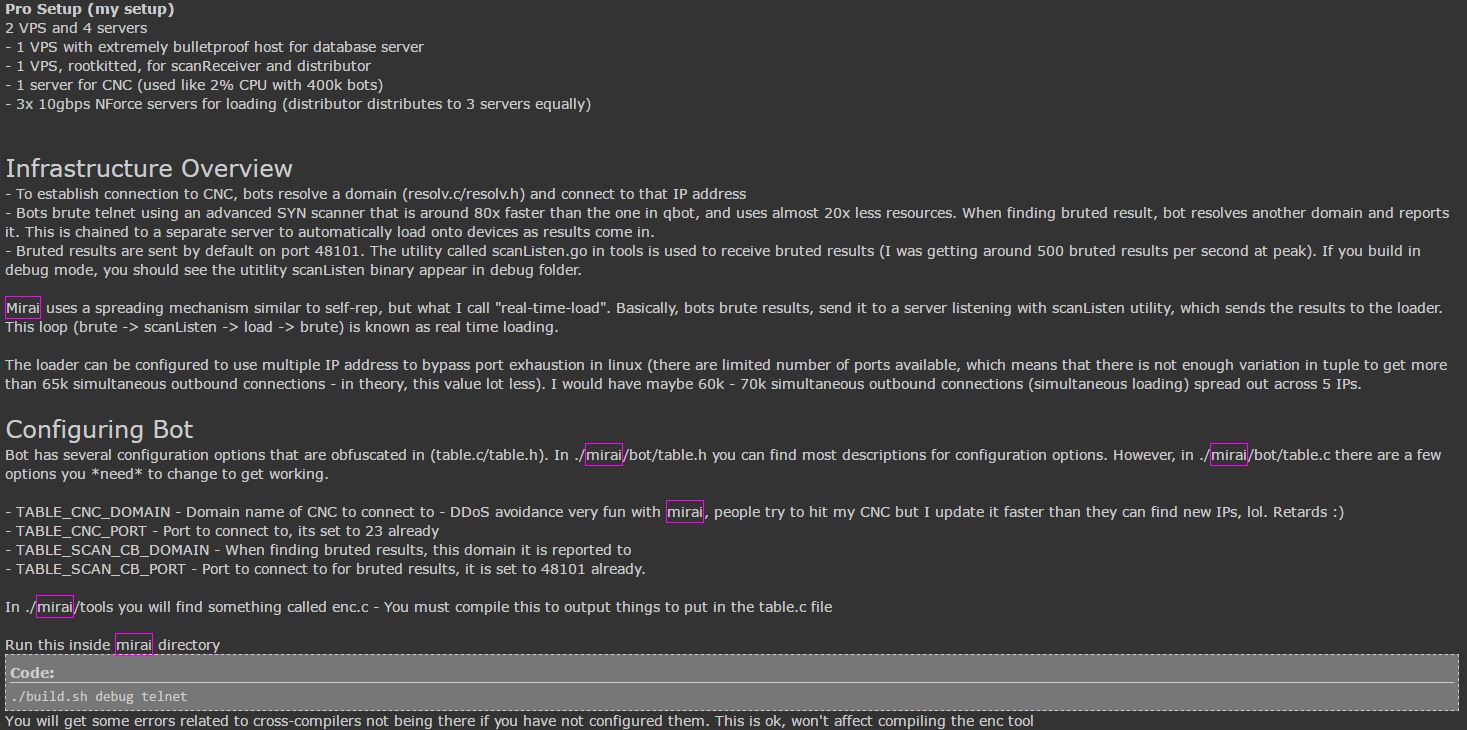 Pro Setup (my setup)
2 VPS and 4 servers
- 1 VPS with extremely bulletproof host for database server
- 1 VPS, rootkitted, for scanReceiver and distributor
- 1 server for CNC (used like 2% CPU with 400k bots)
- 3x 10gbps NForce servers for loading (distributor distributes to 3 servers equally)
Infrastructure Overview
- To establish connection to CNC, bots resolve a domain (resolv.c/resolv.h) and connect to that IP address
- Bots brute telnet using an advanced SYN scanner that is around 80x faster than the one in qbot, and uses almost 20x less resources. When finding bruted result, bot resolves another domain and reports
it. This is chained to a separate server to automatically load onto devices as results come in.
- Bruted results are sent by default on port 48101. The utility called scanListen.go in tools is used to receive bruted results (I was getting around 500 bruted results per second at peak). If you build in
debug mode, you should see the utitlity scanListen binary appear in debug folder.
Mirai uses a spreading mechanism similar to self-rep, but what I call "real-time-load". Basically, bots brute results, send it to a server listening with scanListen utility, which sends the results to the loader.
This loop (brute -> scanListen -> load -> brute) is known as real time loading.
The loader can be configured to use multiple IP address to bypass port exhaustion in linux (there are limited number of ports available, which means that there is not enough variation in tuple to get more
than 65k simultaneous outbound connections - in theory, this value lot less). I would have maybe 60k - 70k simultaneous outbound connections (simultaneous loading) spread out across 5 IPs.
Configuring Bot
Bot has several configuration options that are obfuscated in (table.c/table.h). In ./mirai/bot/table.h you can find most descriptions for configuration options. However, in ./mirai/bot/table.c there are a few
options you *need* to change to get working.
- TABLE_CNC_DOMAIN - Domain name of CNC to connect to - DDoS avoidance very fun with mirai, people try to hit my CNC but I update it faster than they can find new IPs, lol. Retards :)
- TABLE_CNC_PORT - Port to connect to, its set to 23 already
- TABLE_SCAN_CB_DOMAIN - When finding bruted results, this domain it is reported to
- TABLE_SCAN_CB_PORT - Port to connect to for bruted results, it is set to 48101 already.
In ./mirai/tools you will find something called enc.c - You must compile this to output things to put in the table.c file
Run this inside mirai directory
Code:
./build.sh debug telnet
You will get some errors related to cross-compilers not being there if you have not configured them. This is ok, won't affect compiling the enc tool